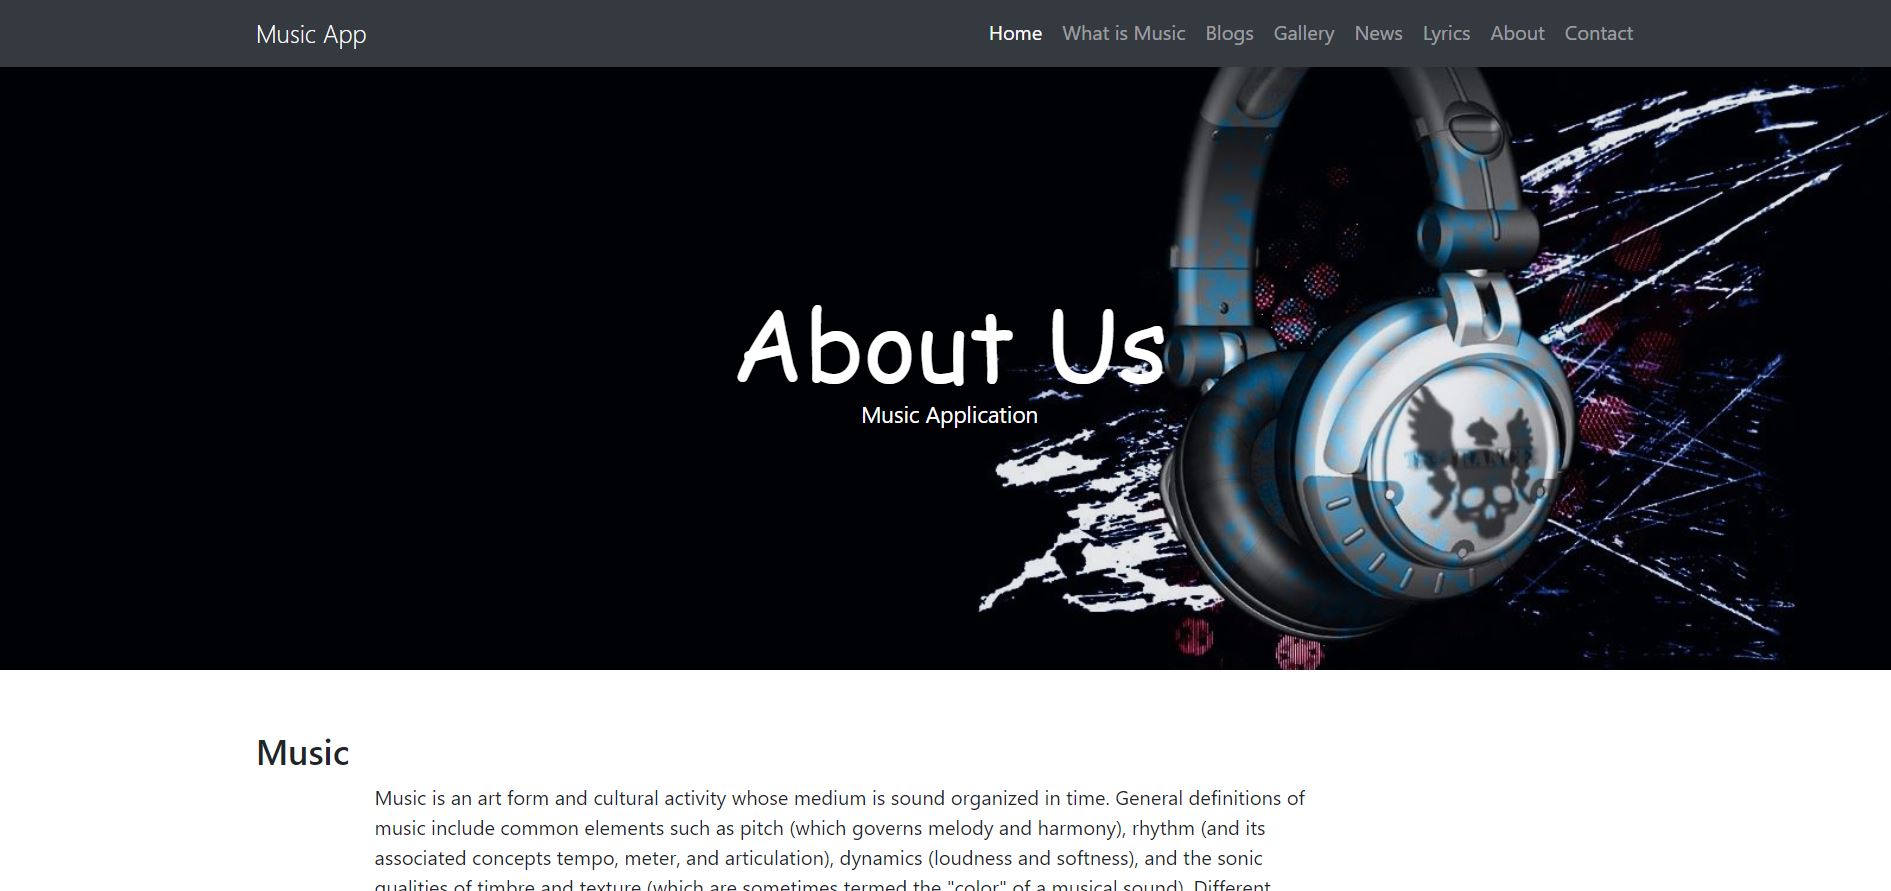 Music App
Home What is Music Blogs Gallery News Lyrics About Contact
About Us
Music Application
Music
Music is an art form and cultural activity whose medium is sound organized in time. General definitions of
music include common elements such as pitch (which governs melody and harmony), rhythm (and its
associated concepts tempo, meter, and articulation), dynamics (loudness and softness), and the sonic
qualities of timbre and texture (which are sometimes termed the "color" of a musical sound). Different